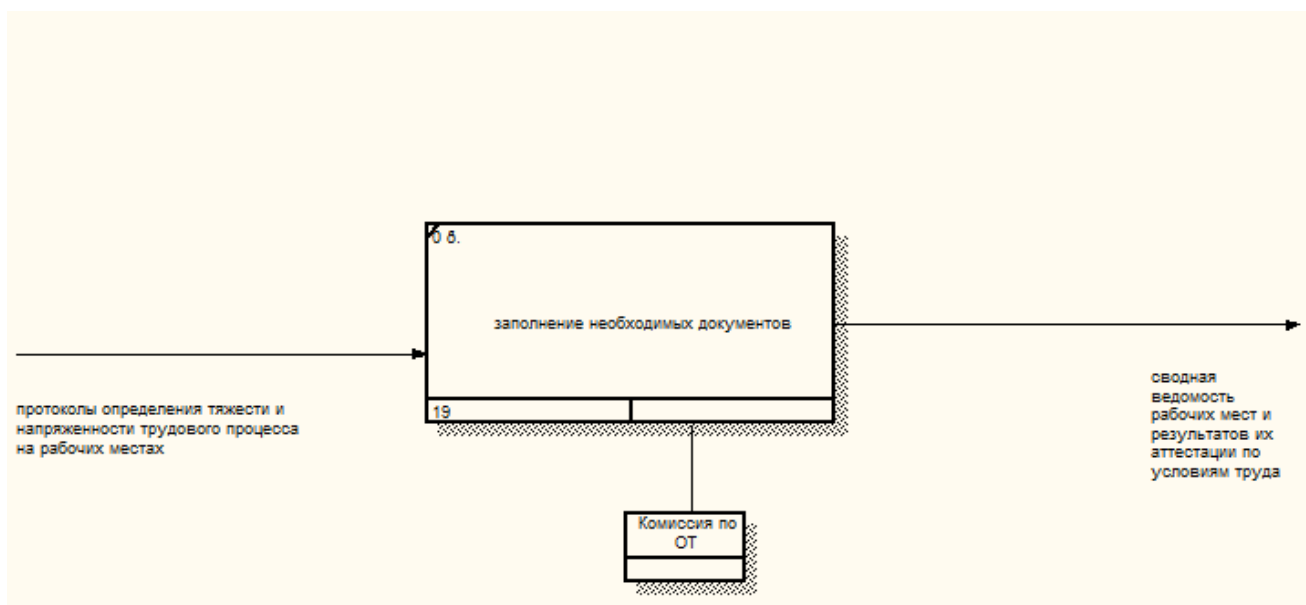 0 б.
заполнение необходимых документов
19
протоколы определения тяжести и
напряженности трудового процесса
на рабочих местах
сводная
ведомость
рабочих мест и
результатов их
аттестации по
условиям труда
Комиссия по
ОТ